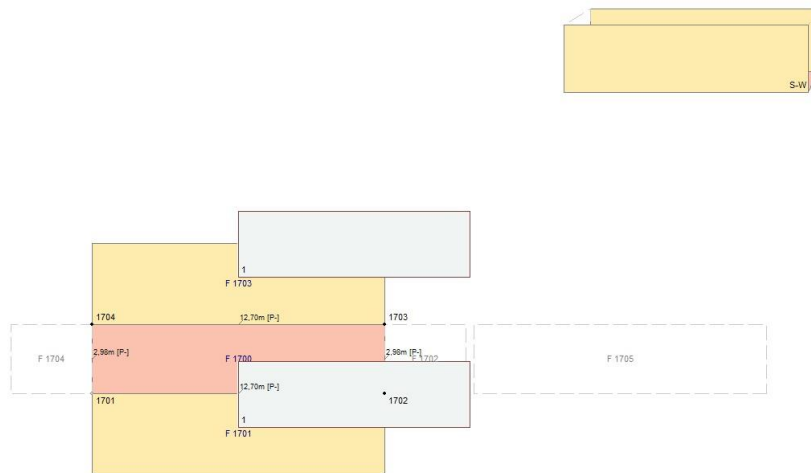 S-W
1
F 1703
1704
12,70m [P-]
1703
2,98m [P-]
2,98m [P-]
F 1704
F 1700
F 1702
F 1705
12,70m [P-]
1701
1702
1
F 1701